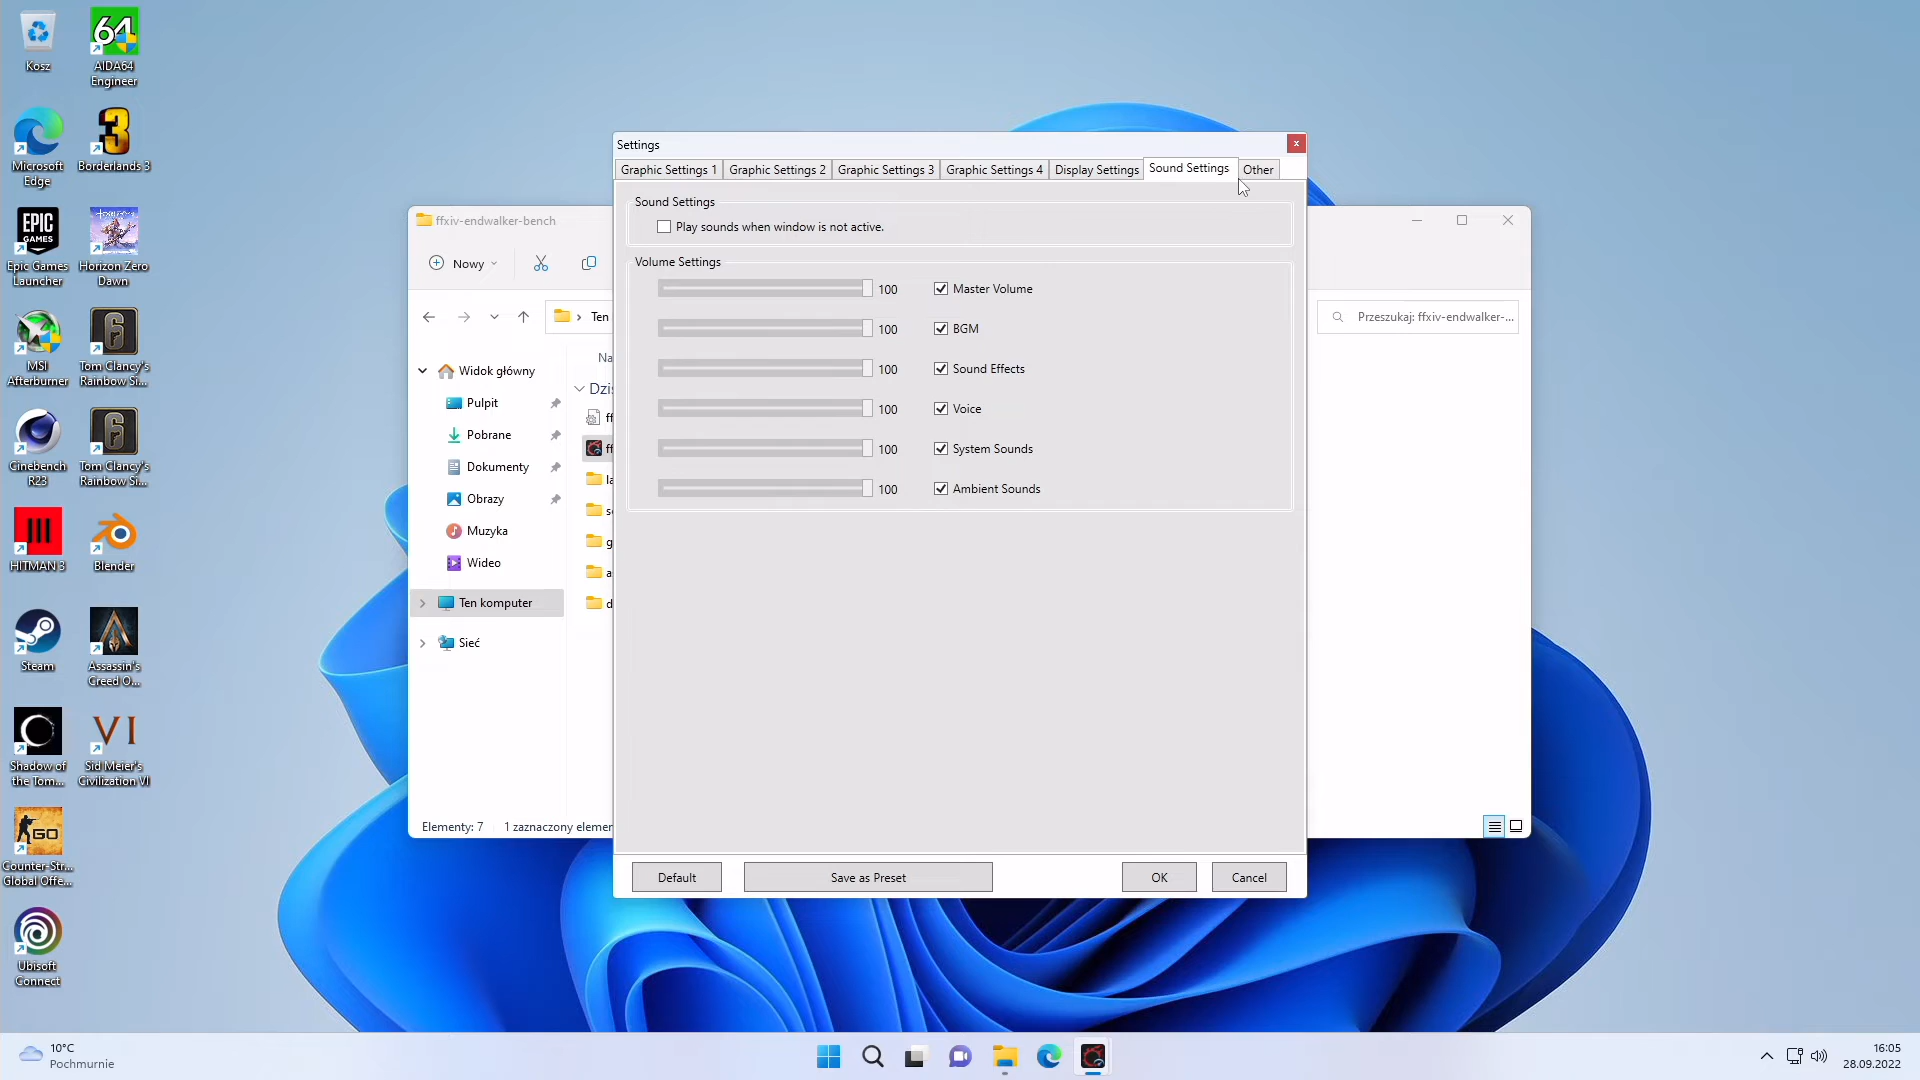 Kosz
AIDA64
Engineer
Microsoft
Edge
Borderlands 3
EPIC
GAMES
Epic Games
Launcher
Horizon Zero
Dawn
MSI
Afterburner
Tom Clancy's
Rainbow Si...
Cinebench
R23
Tom Clancy's
Rainbow Si...
HITMAN 3
Blender
Steam
Assassin's
Creed O...
Shadow of
the Tom...
VI
Sid Meier's
Civilization VI
GO
Counter-Str...
Global Offe...
Ubisoft
Connect
ffxiv-endwalker-bench
Nowy
Ten
Przeszukaj: ffxiv-endwalker-...
Widok główny
Pulpit
Pobrane
Dokumenty
Obrazy
Muzyka
Wideo
Ten komputer
Sieć
Elementy: 7
Settings
Graphic Settings 1
Graphic Settings 2
Graphic Settings 3
Graphic Settings 4
Display Settings
Sound Settings
Other
Sound Settings
Play sounds when window is not active.
Volume Settings
100 Master Volume
100 BGM
100 Sound Effects
100 Voice
100 System Sounds
100 Ambient Sounds
Default
Save as Preset
OK
Cancel
10°C
Pochmurnie
16:05
28.09.2022